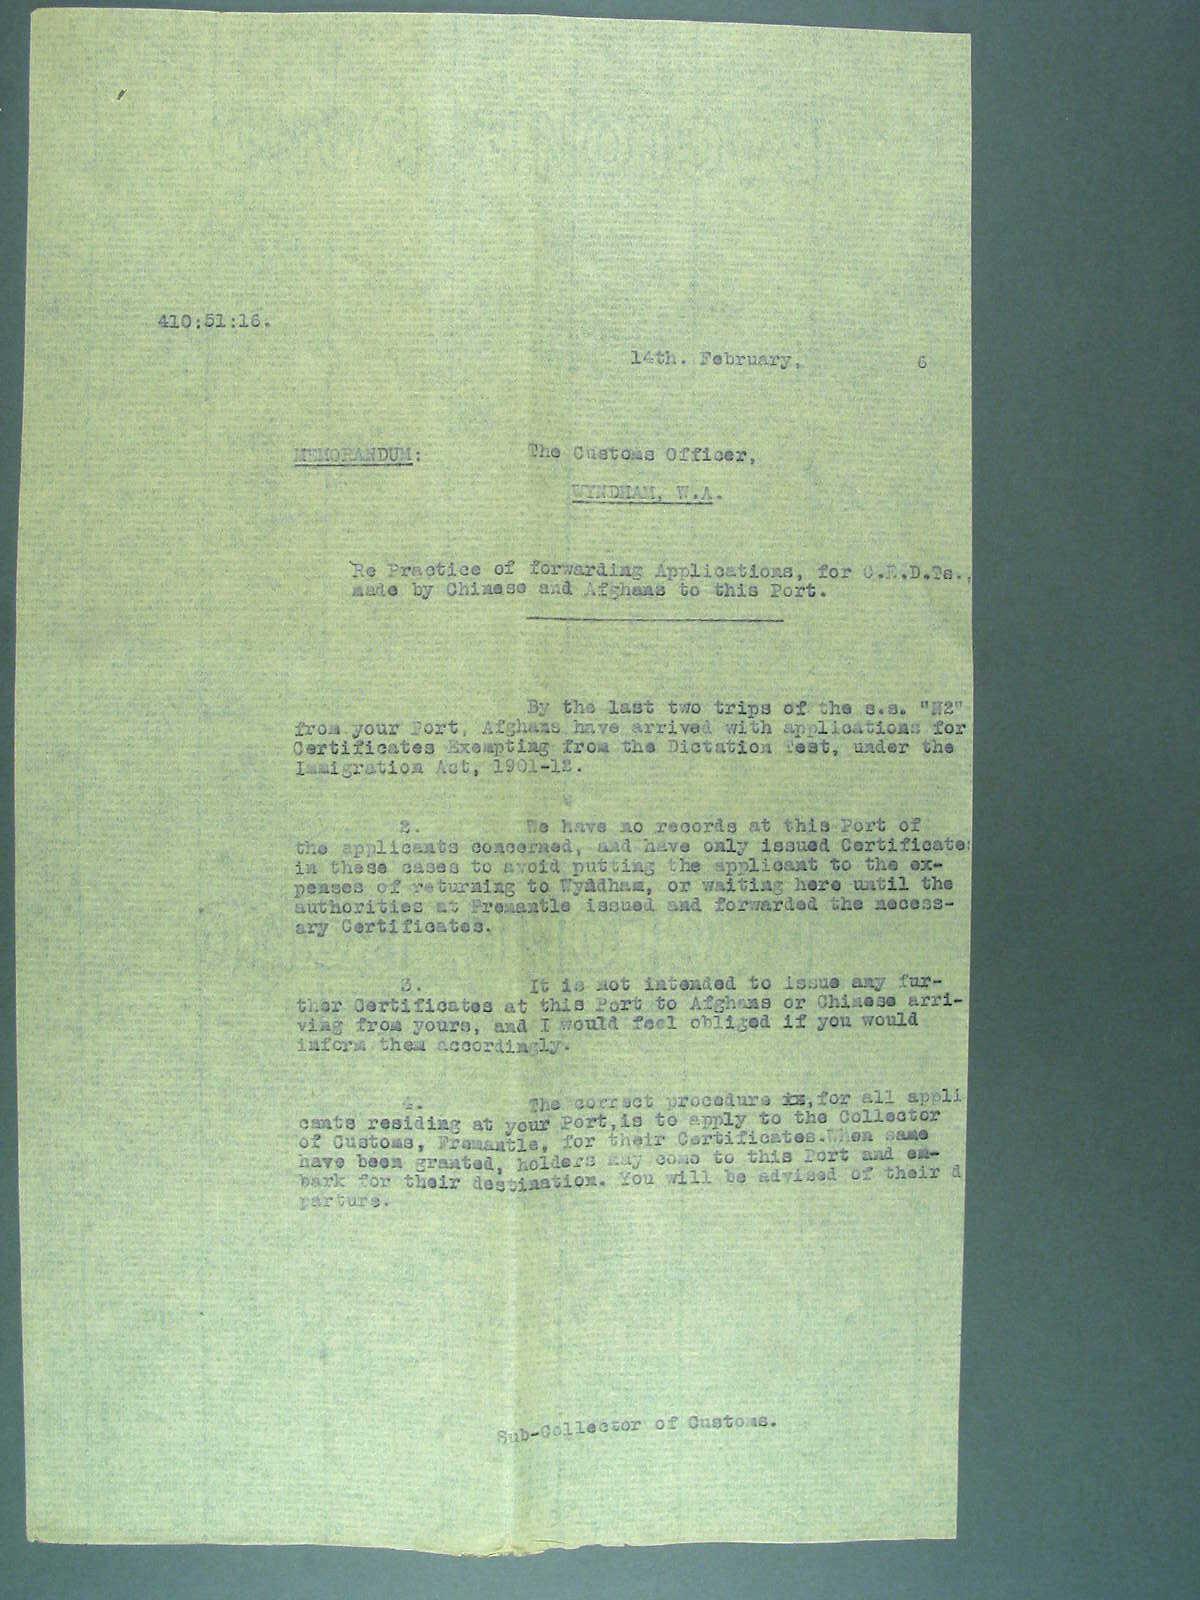 410:51:16.
14th. February, 6
MEMORANDUM: The Customs Officer,
WYNDHAM, W.A.
Re Practice of forwarding Applications, for C.E.D.Ts.,
made by Chinese and Afghans to this Port.
By the last two trips of the s.s. "N2"
from your Port, Afghans have arrived with applications for
Certificates Exempting from the Dictation Test, under the
Immigration Act, 1901-12.
2. We have no records at this Port of
the applicants concerned, and have only issued Certificates
in these cases to avoid putting the applicant to the ex-
penses of returning to Wyndham, or waiting here until the
authorities at Fremantle issued and forwarded the necess-
ary Certificates.
3. It is not intended to issue any fur-
ther Certificates at this Port to Afghans or Chinese arri-
ving from yours, and I would feel obliged if you would
inform them accordingly.
4. The correct procedure , for all appli
cants residing at your Port, is to apply to the Collector
of Customs, Fremantle, for their Certificates. When same
have been granted, holders may come to this Port and em-
bark for their destination. You will be advised of their d
parture.
Sub-Collector of Customs.